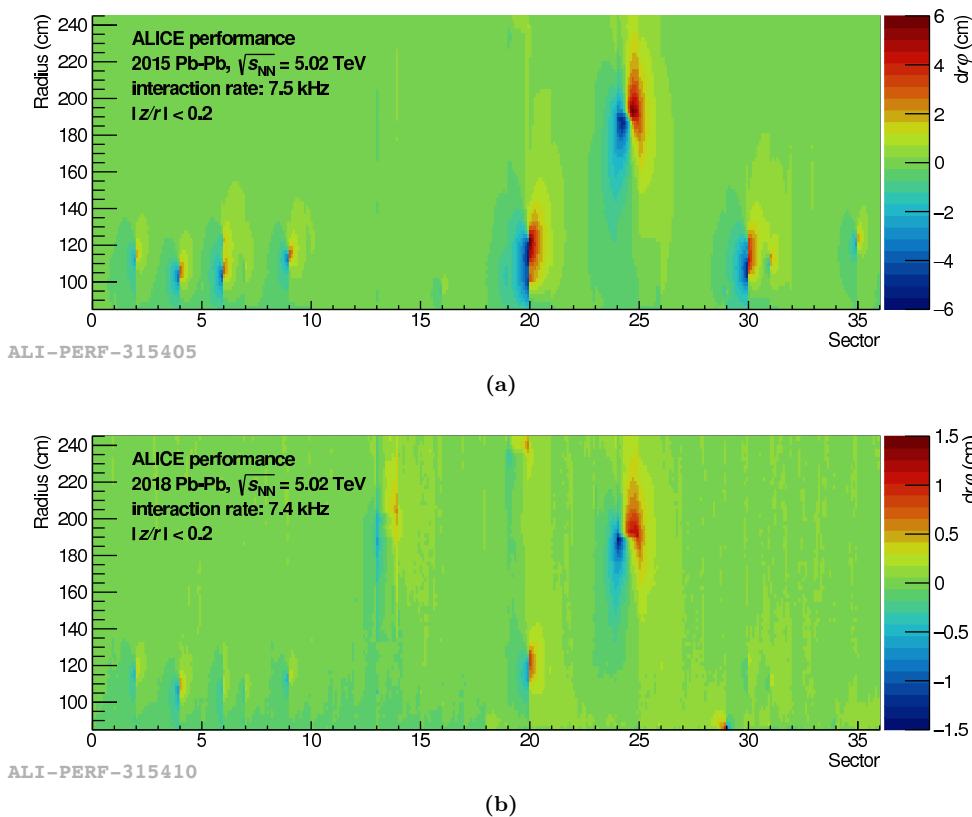 ALICE performance
2015 Pb-Pb, √sNN = 5.02 TeV
interaction rate: 7.5 kHz
| z/r | < 0.2
Radius (cm)
240
220
200
180
160
140
120
100
0 5 10 15 20 25 30 35
Sector
6
4
2
0
−2
−4
−6
drφ (cm)
ALI-PERF-315405
(a)
ALICE performance
2018 Pb-Pb, √sNN = 5.02 TeV
interaction rate: 7.4 kHz
| z/r | < 0.2
Radius (cm)
240
220
200
180
160
140
120
100
0 5 10 15 20 25 30 35
Sector
1.5
1
0.5
0
−0.5
−1
−1.5
drφ (cm)
ALI-PERF-315410
(b)